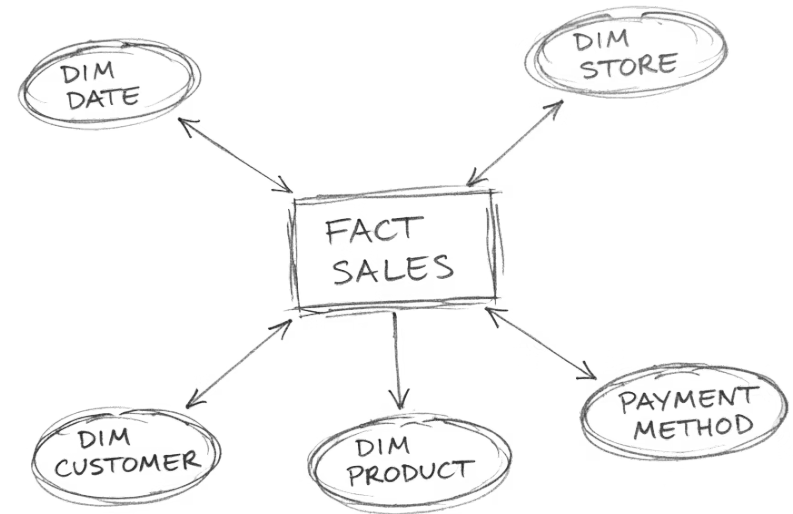 DIM
DATE
DIM
STORE
FACT
SALES
DIM
CUSTOMER
DIM
PRODUCT
PAYMENT
METHOD